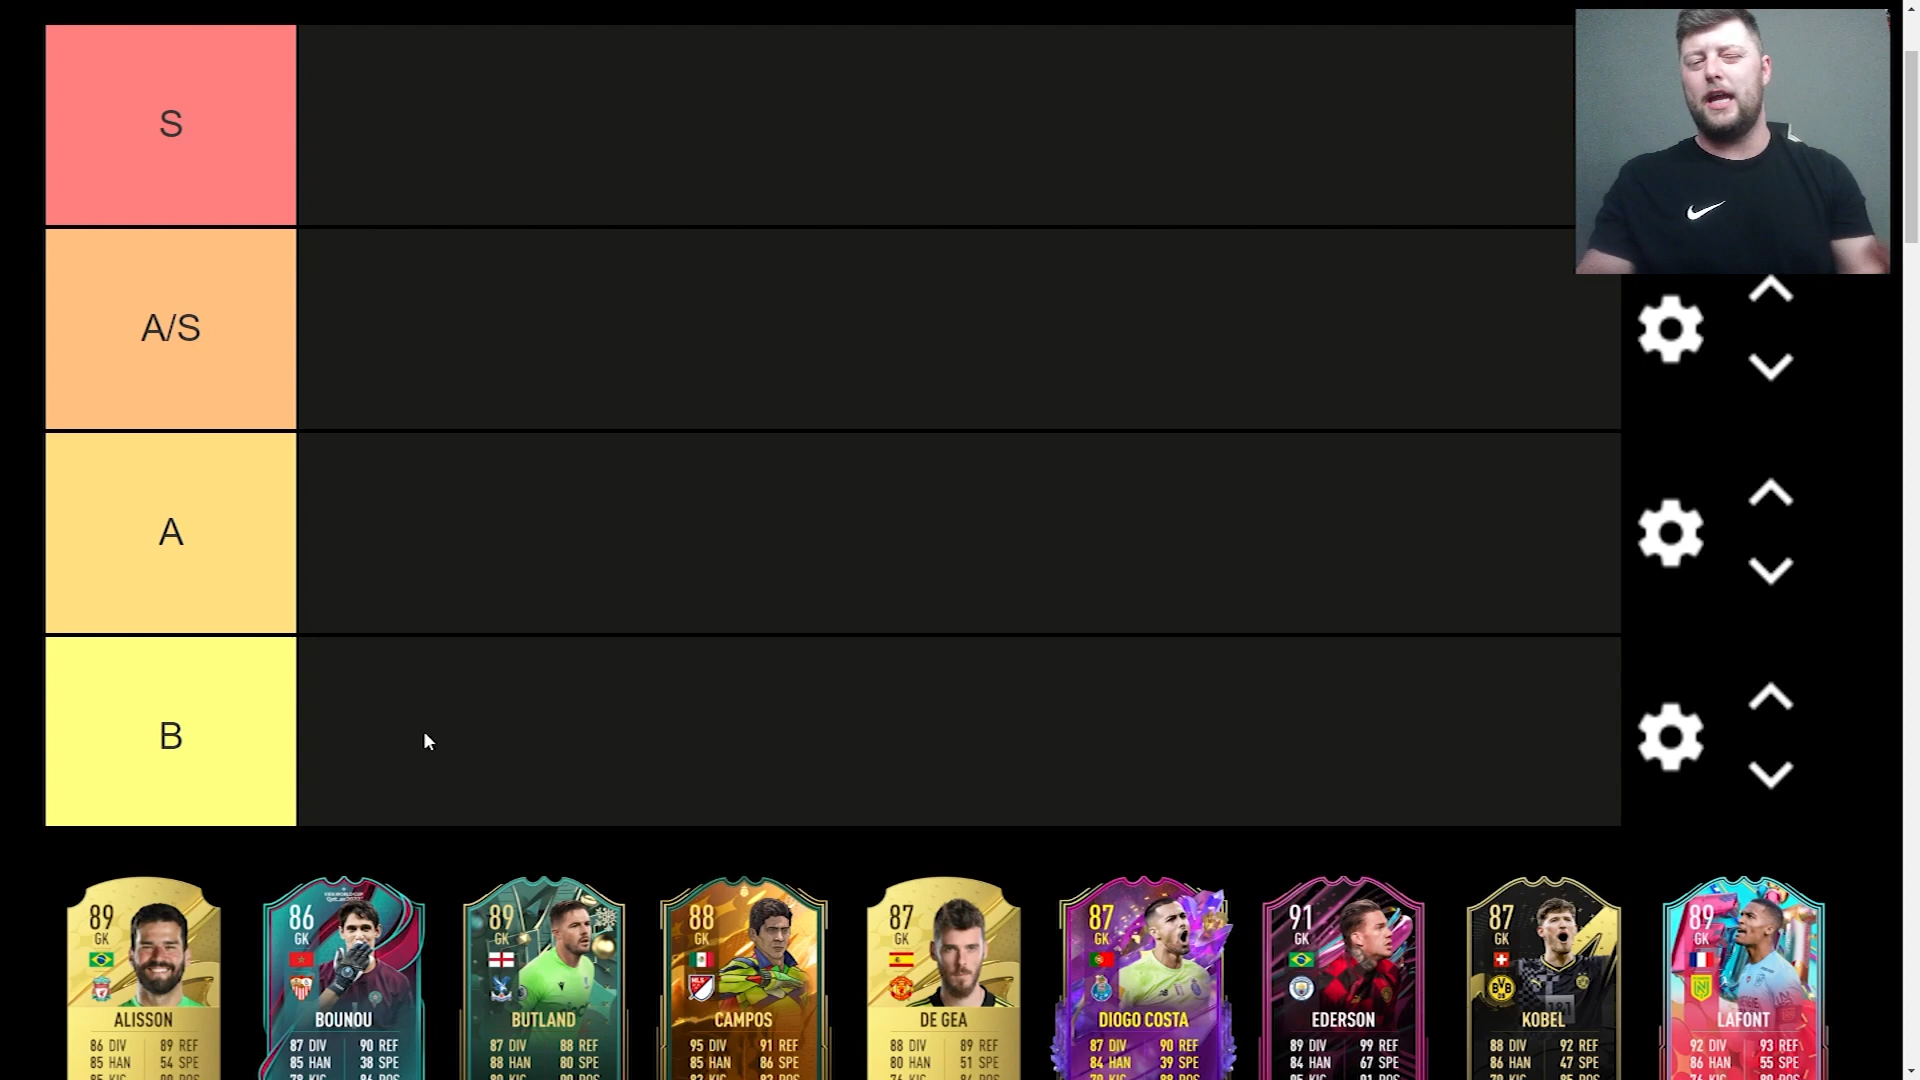 S
A/S
A
B
89
GK
ALISSON
86 DIV 89 REF
85 HAN 54 SPE
86
GK
BOUNOU
87 DIV 90 REF
85 HAN 38 SPE
89
GK
BUTLAND
87 DIV 88 REF
88 HAN 80 SPE
88
GK
MLS
CAMPOS
95 DIV 91 REF
85 HAN 86 SPE
87
GK
DE GEA
88 DIV 89 REF
80 HAN 51 SPE
87
GK
DIOGO COSTA
87 DIV 90 REF
84 HAN 39 SPE
91
GK
EDERSON
89 DIV 99 REF
84 HAN 67 SPE
87
GK
BVB
09
KOBEL
88 DIV 92 REF
86 HAN 47 SPE
89
GK
LAFONT
92 DIV 93 REF
86 HAN 55 SPE